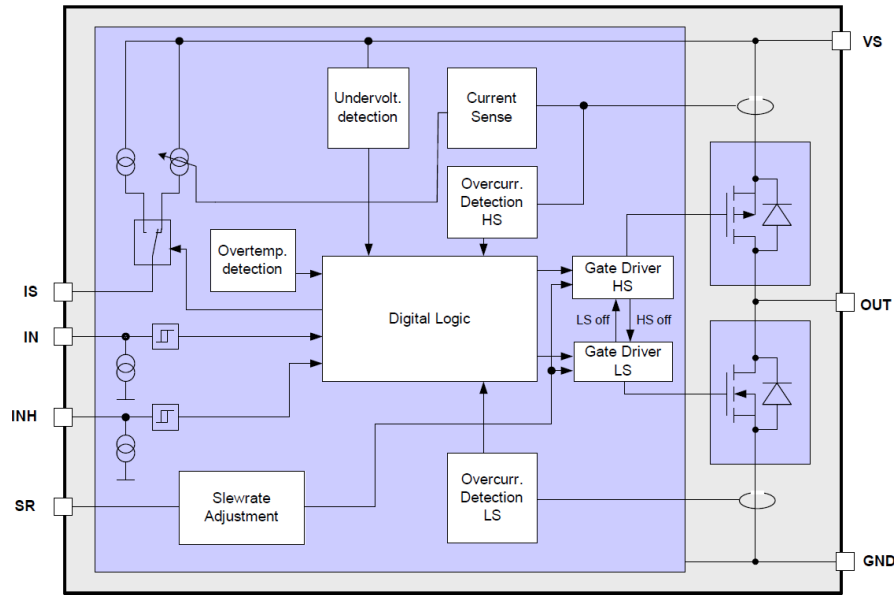 VS
Undervolt.
detection
Current
Sense
Overcurr.
Detection
HS
Overtemp.
detection
Gate Driver
HS
IS
OUT
Digital Logic
LS off
HS off
IN
Gate Driver
LS
INH
Overcurr.
Detection
LS
SR
Slewrate
Adjustment
GND